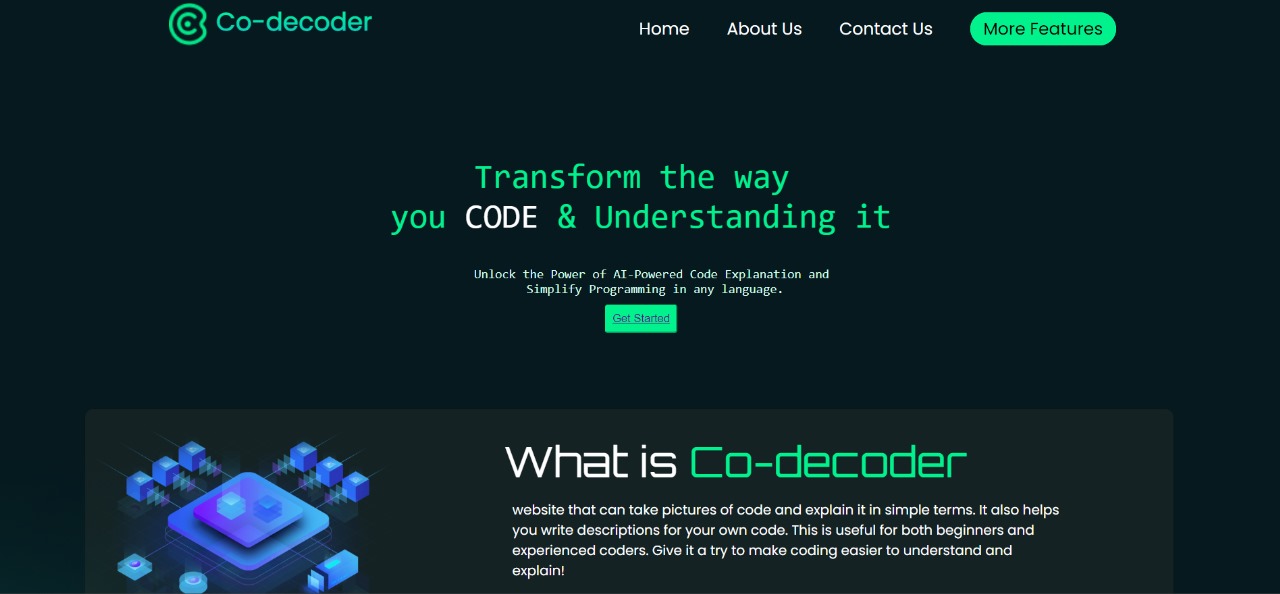 Co-decoder
Home About Us Contact Us More Features
Transform the way
you CODE & Understanding it
Unlock the Power of AI-Powered Code Explanation and
Simplify Programming in any language.
Get Started
What is Co-decoder
website that can take pictures of code and explain it in simple terms. It also helps
you write descriptions for your own code. This is useful for both beginners and
experienced coders. Give it a try to make coding easier to understand and
explain!